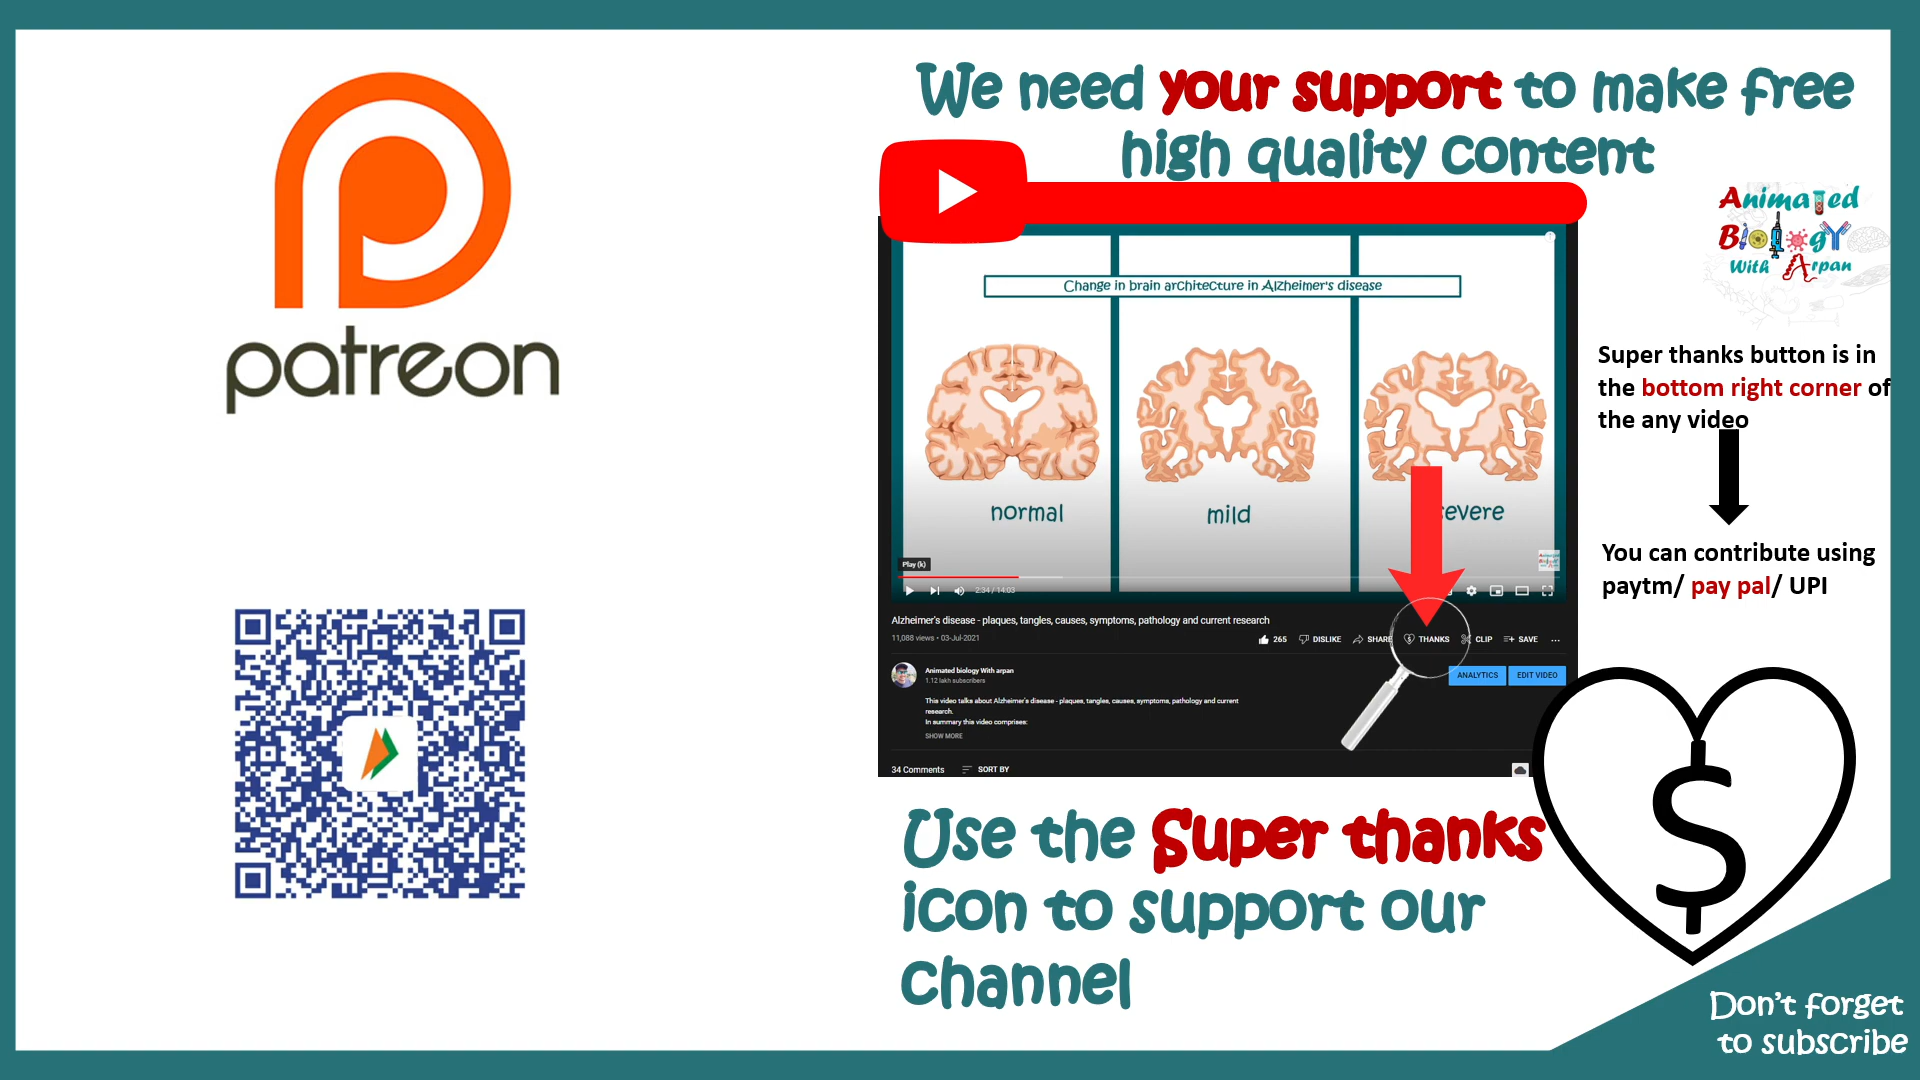 We need your support to make free
high quality content
patreon
Animated
Biology
With Arpan
Change in brain architecture in Alzheimer's disease
normal
mild
severe
Super thanks button is in
the bottom right corner of
the any video
You can contribute using
paytm/ pay pal/ UPI
Play (k)
2:34 / 14:03
Alzheimer's disease - plaques, tangles, causes, symptoms, pathology and current research
11,088 views • 03-Jul-2021
265 DISLIKE SHARE THANKS CLIP SAVE ...
Animated biology With arpan
1.12 lakh subscribers
ANALYTICS EDIT VIDEO
This video talks about Alzheimer's disease - plaques, tangles, causes, symptoms, pathology and current
research.
In summary this video comprises:
SHOW MORE
34 Comments SORT BY
Use the Super thanks
icon to support our
channel
$
Don't forget
to subscribe